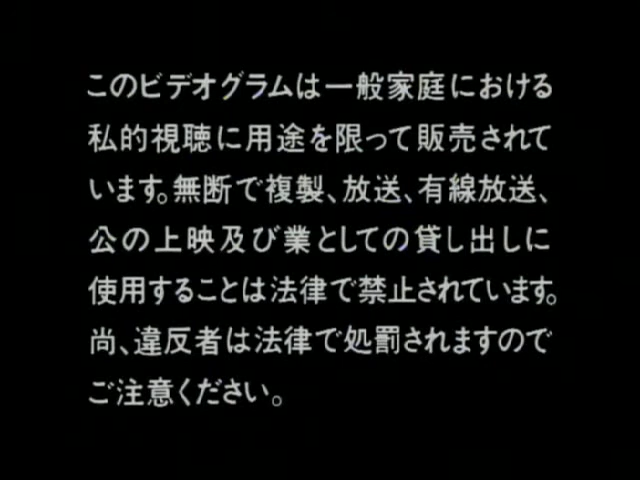 このビデオグラムは一般家庭における
私的視聴に用途を限って販売されて
います。無断で複製、放送、有線放送、
公の上映及び業としての貸し出しに
使用することは法律で禁止されています。
尚、違反者は法律で処罰されますので
ご注意ください。